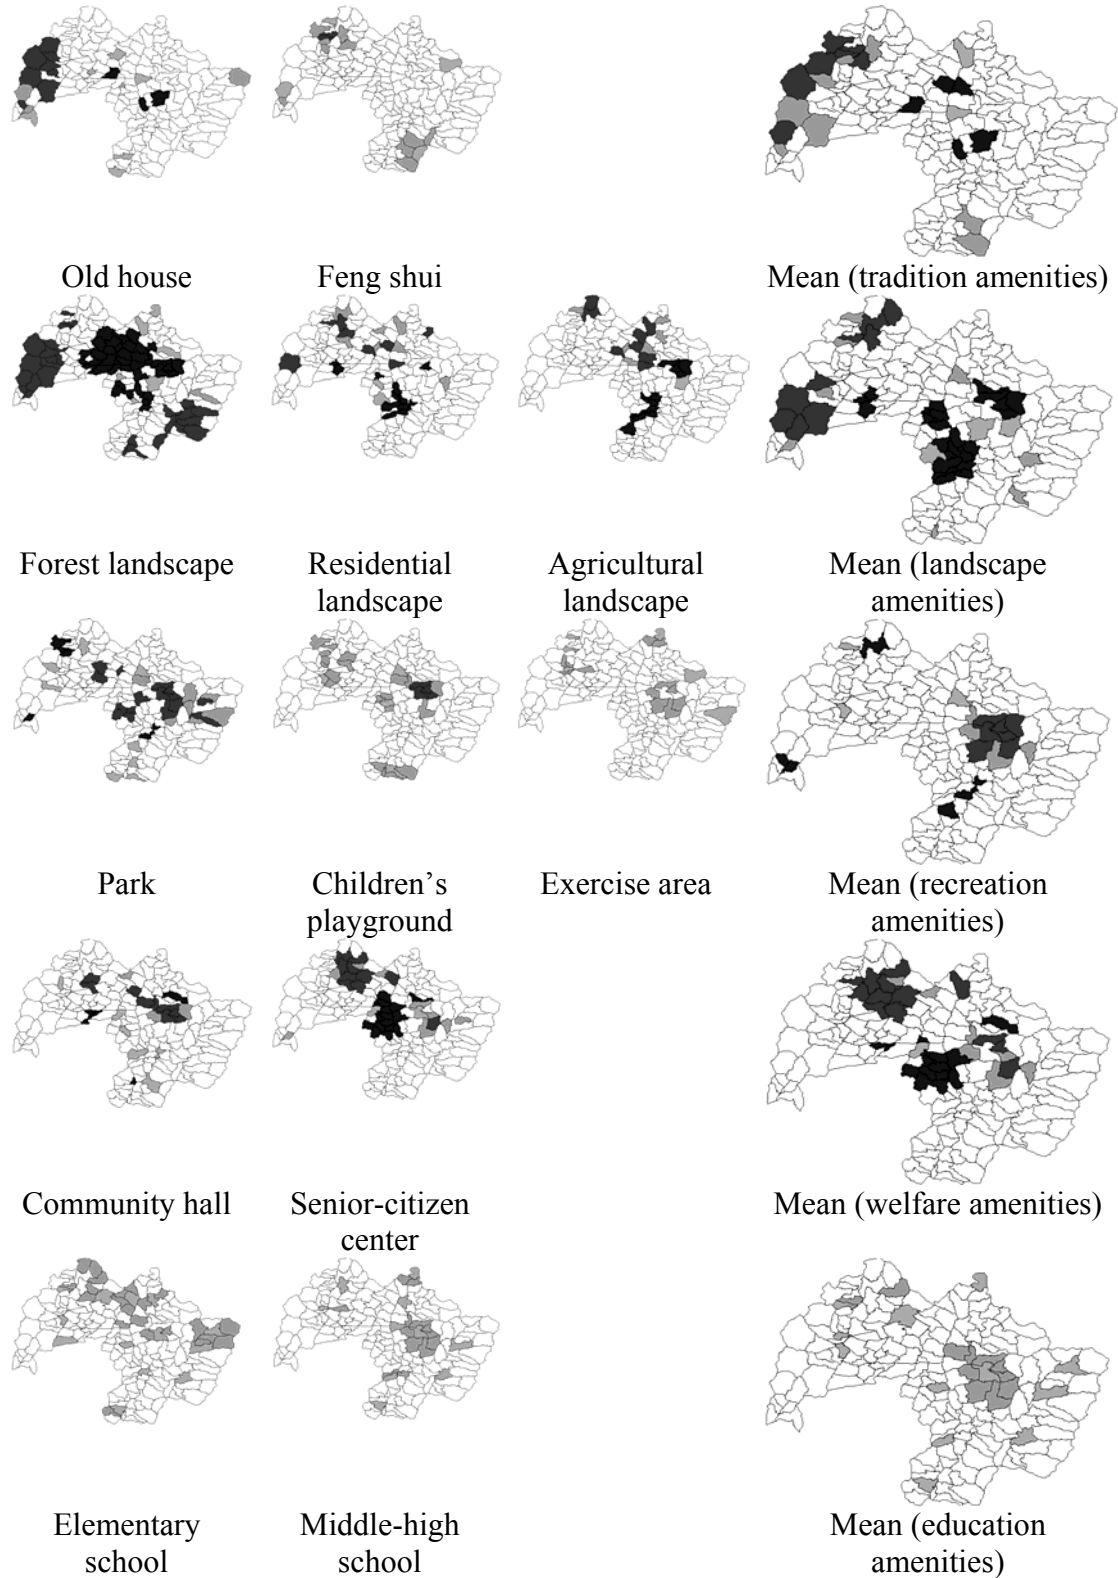 Old house
Feng shui
Mean (tradition amenities)
Forest landscape
Residential
landscape
Agricultural
landscape
Mean (landscape
amenities)
Park
Children’s
playground
Exercise area
Mean (recreation
amenities)
Community hall
Senior-citizen
center
Mean (welfare amenities)
Elementary
school
Middle-high
school
Mean (education
amenities)